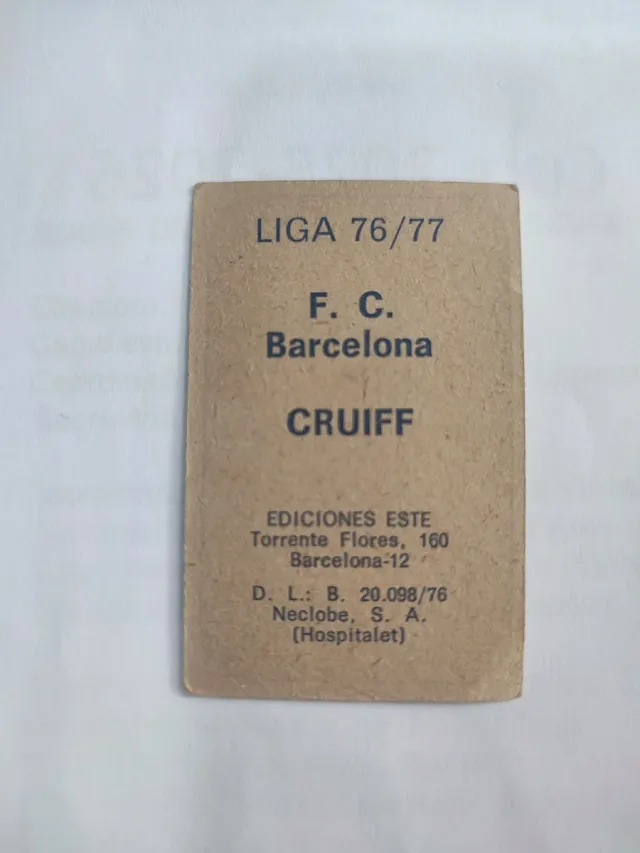 LIGA 76/77
F. C.
Barcelona
CRUIFF
EDICIONES ESTE
Torrente Flores, 160
Barcelona-12
D. L.: B. 20.098/76
Neclobe, S. A.
(Hospitalet)